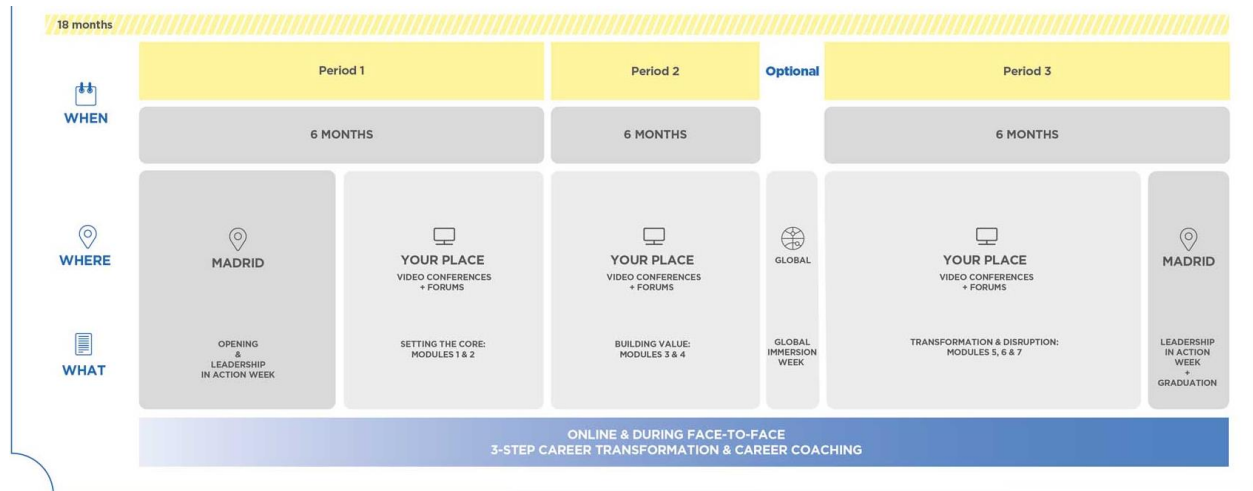 18 months
WHEN
Period 1
Period 2
Optional
Period 3
6 MONTHS
6 MONTHS
6 MONTHS
WHERE
MADRID
YOUR PLACE
VIDEO CONFERENCES
+ FORUMS
YOUR PLACE
VIDEO CONFERENCES
+ FORUMS
GLOBAL
YOUR PLACE
VIDEO CONFERENCES
+ FORUMS
MADRID
WHAT
OPENING
&
LEADERSHIP
IN ACTION WEEK
SETTING THE CORE:
MODULES 1 & 2
BUILDING VALUE:
MODULES 3 & 4
GLOBAL
IMMERSION
WEEK
TRANSFORMATION & DISRUPTION:
MODULES 5, 6 & 7
LEADERSHIP
IN ACTION
WEEK
+
GRADUATION
ONLINE & DURING FACE-TO-FACE
3-STEP CAREER TRANSFORMATION & CAREER COACHING